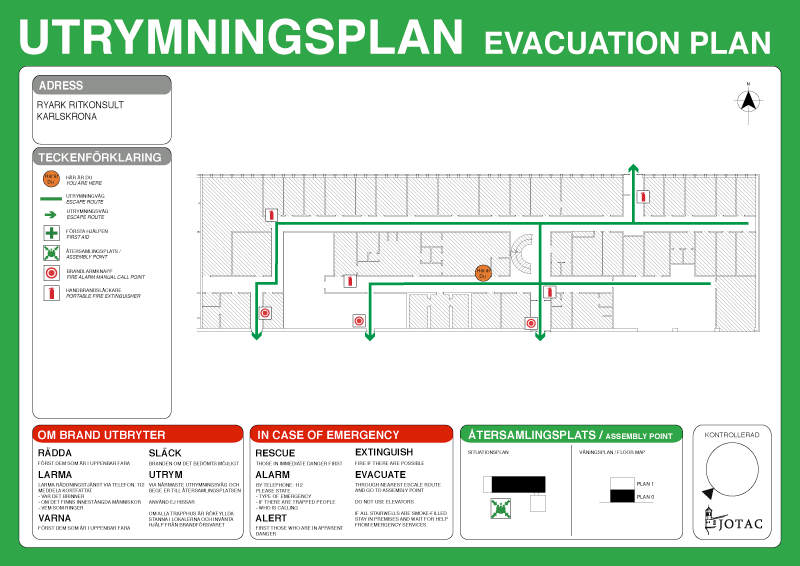 UTRYMNINGSPLAN EVACUATION PLAN
ADRESS
RYARK RITKONSULT
KARLSKRONA
TECKENFÖRKLARING
Här är
Du
HÄR ÄR DU
YOU ARE HERE
UTRYMNINGVÄG
ESCAPE ROUTE
UTRYMNINGSVÄG
ESCAPE ROUTE
FÖRSTA HJÄLPEN
FIRST AID
ÅTERSAMLINGSPLATS /
ASSEMBLY POINT
BRANDLARMSKNAPP
FIRE ALARM MANUAL CALL POINT
HANDBRANDSLÄCKARE
PORTABLE FIRE EXTINBUISHER
N
Här är
Du
OM BRAND UTBRYTER
RÄDDA
FÖRST DEM SOM ÄR I UPPENBAR FARA
LARMA
LARMA RÄDDNINGSTJÄNST VIA TELEFON: 112
MEDDELA KORTFATTAT
- VAR DET BRINNER
- OM DET FINNS INNESTÄNGDA MÄNNISKOR
- VEM SOM RINGER
VARNA
FÖRST DEM SOM ÄR I UPPENBAR FARA
SLÄCK
BRANDEN OM DET BEDÖMTS MÖJLIGT
UTRYM
VIA NÄRMASTE UTRYMNINGSVÄG OCH
BEGE ER TILL ÅTERSAMLINGSPLATSEN
ANVÄND EJ HISSAR
OM ALLA TRAPPHUS ÄR RÖKFYLLDA
STANNA I LOKALERNA OCH INVÄNTA
HJÄLP FRÅN BRANDFÖRSVARET
IN CASE OF EMERGENCY
RESCUE
THOSE IN IMMEDIATE DANGER FIRST
ALARM
BY TELEPHONE: 112
PLEASE STATE
- TYPE OF EMERGENCY
- IF THERE ARE TRAPPED PEOPLE
- WHO IS CALLING
ALERT
FIRST THOSE WHO ARE IN APPARENT
DANGER
EXTINGUISH
FIRE IF THERE ARE POSSIBLE
EVACUATE
THROUGH NEAREST ESCALE ROUTE
AND GO TO ASSEMBLY POINT
DO NOT USE ELEVATORS
IF ALL STAIRWELLS ARE SMOKE-FILLED
STAY IN PREMISES AND WAIT FOR HELP
FROM EMERGENCY SERVICES
ÅTERSAMLINGSPLATS / ASSEMBLY POINT
SITUATIONSPLAN
VÅNINGSPLAN / FLOOR MAP
PLAN 1
PLAN 0
KONTROLLERAD
JOTAC